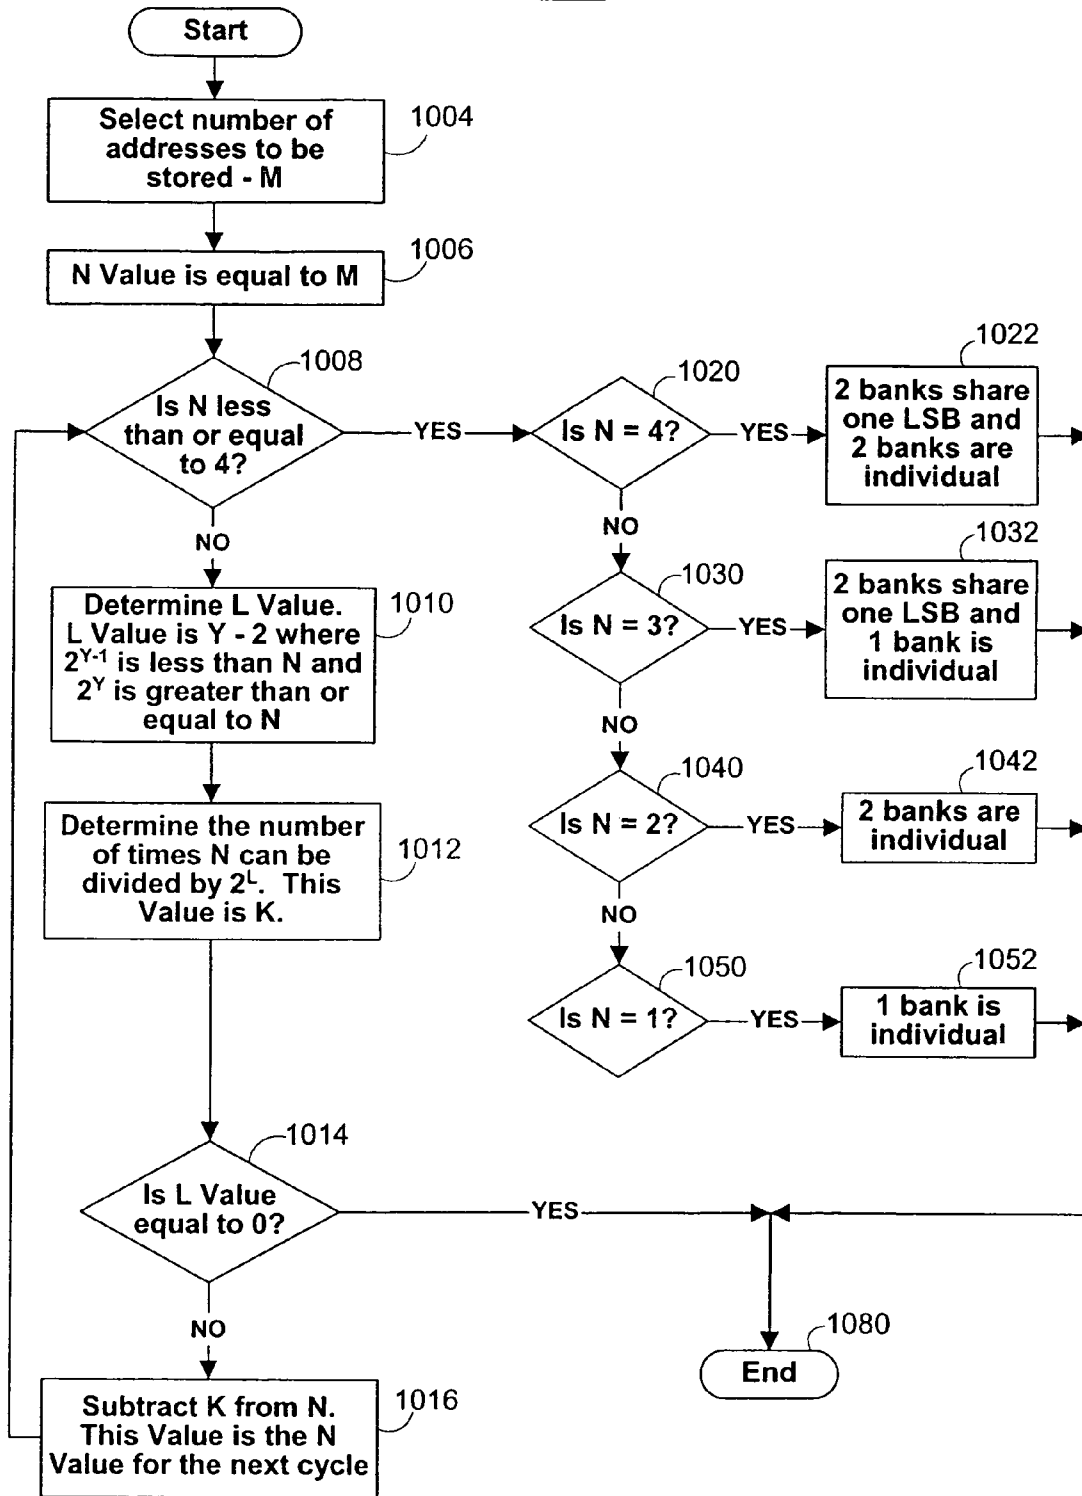 Start
Select number of
addresses to be
stored - M
1004
N Value is equal to M
1006
Is N less
than or equal
to 4?
1008
YES
NO
Is N = 4?
1020
YES
NO
2 banks share
one LSB and
2 banks are
individual
1022
Determine L Value.
L Value is Y - 2 where
2^{Y-1} is less than N and
2^Y is greater than or
equal to N
1010
Is N = 3?
1030
YES
NO
2 banks share
one LSB and
1 bank is
individual
1032
Determine the number
of times N can be
divided by 2^L. This
Value is K.
1012
Is N = 2?
1040
YES
NO
2 banks are
individual
1042
Is N = 1?
1050
YES
1 bank is
individual
1052
Is L Value
equal to 0?
1014
YES
NO
Subtract K from N.
This Value is the N
Value for the next cycle
1016
End
1080